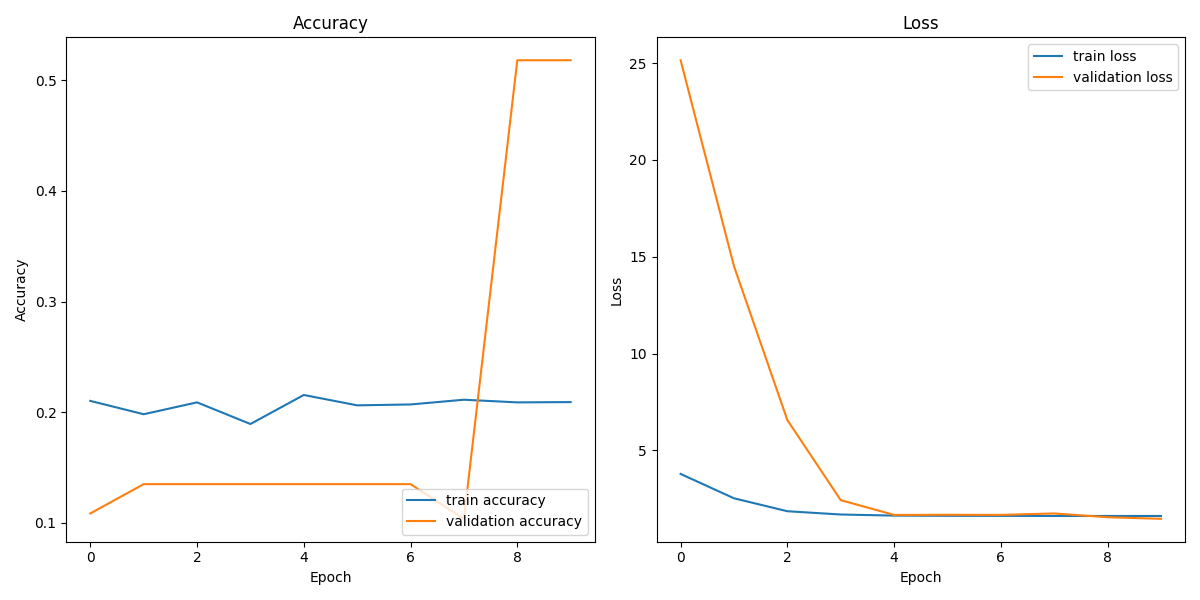 Accuracy
0.5
0.4
0.3
0.2
0.1
Accuracy
0 2 4 6 8
Epoch
train accuracy
validation accuracy
Loss
25
20
15
10
5
Loss
0 2 4 6 8
Epoch
train loss
validation loss